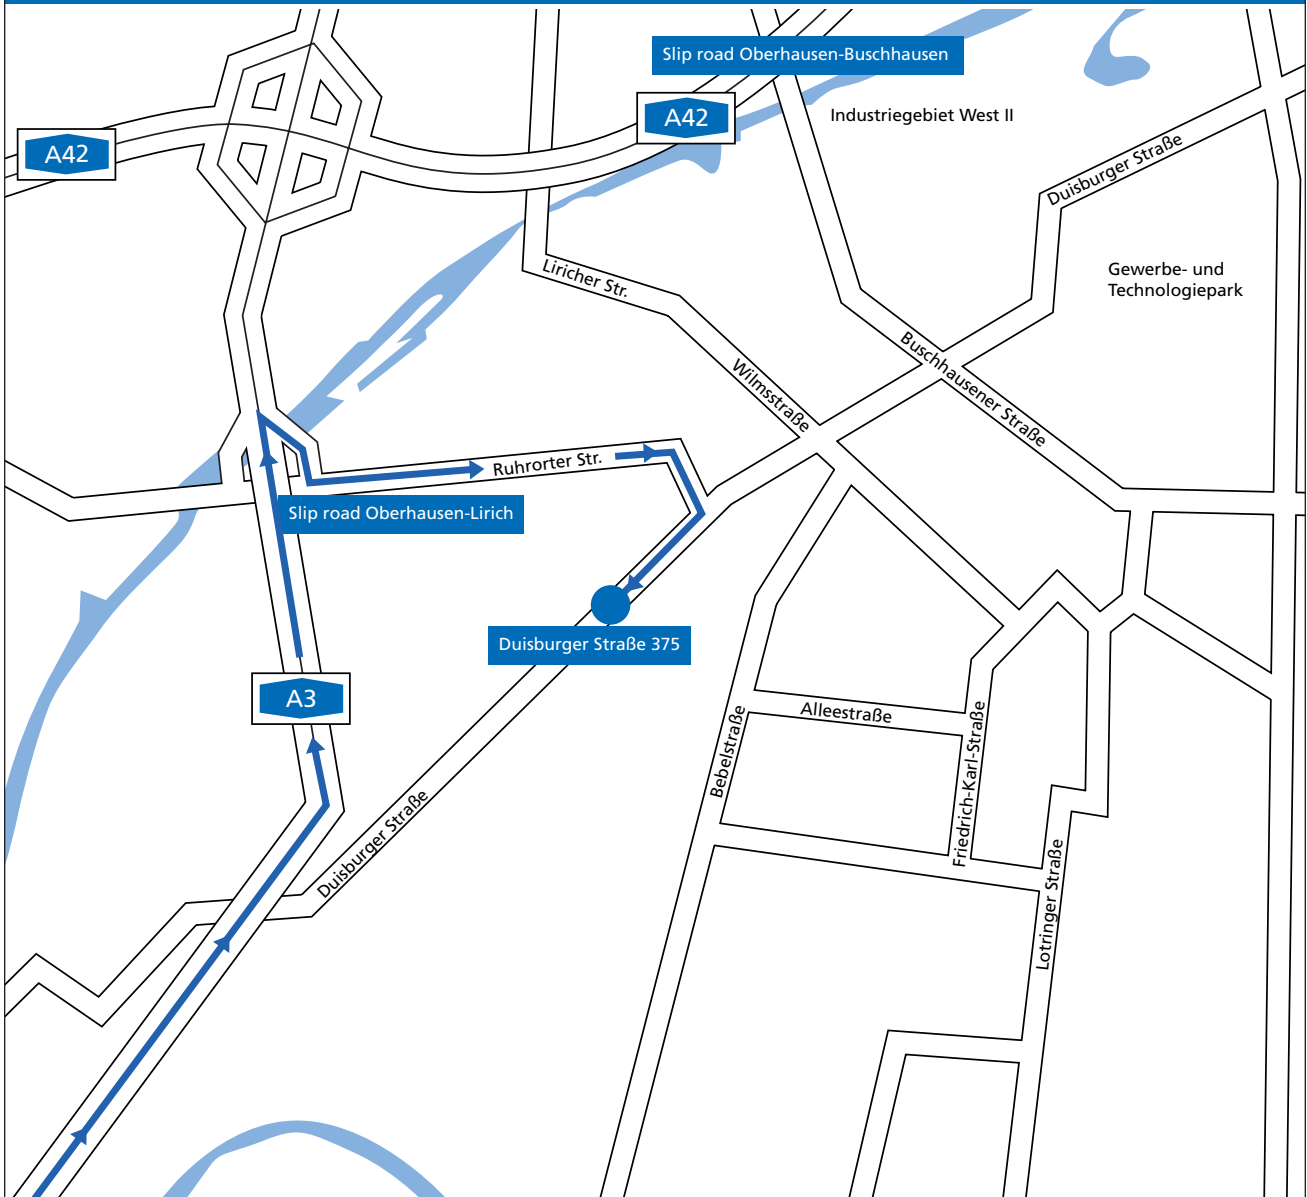 Slip road Oberhausen-Buschhausen
A42
Industriegebiet West II
A42
Duisburger Straße
Liricher Str.
Gewerbe- und
Technologiepark
Wilmsstraße
Buschhausener Straße
Ruhrorter Str.
Slip road Oberhausen-Lirich
Duisburger Straße 375
A3
Alleestraße
Bebelstraße
Friedrich-Karl-Straße
Duisburger Straße
Lotringer Straße